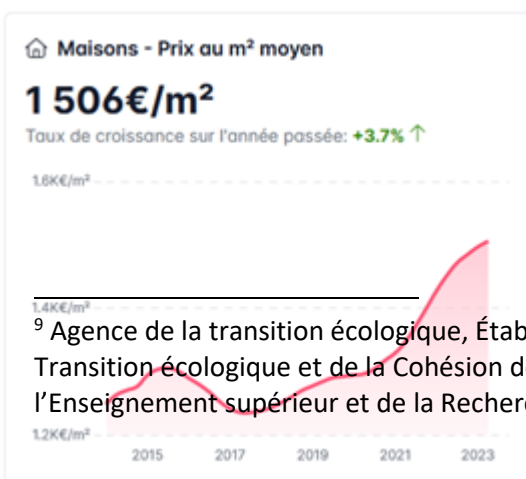 Maisons - Prix au m² moyen
1 506€/m²
Taux de croissance sur l'année passée: +3.7% ↑
1.6K€/m²
1.4K€/m²
⁹ Agence de la transition écologique, Étab
Transition écologique et de la Cohésion d
l’Enseignement supérieur et de la Recher
1.2K€/m²
2015 2017 2019 2021 2023